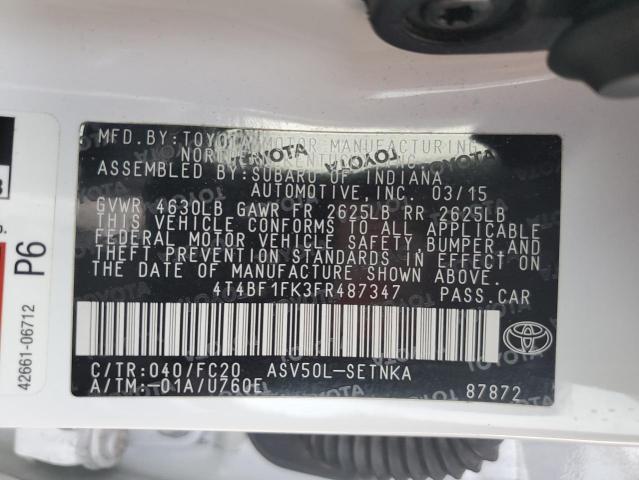 MFD.BY:TOYOTA MOTOR MANUFACTURING
ASSEMBLED BY:SUBARU OF INDIANA
AUTOMOTIVE, INC. 03/15
GVWR 4630LB GAWR FR 2625LB RR 2625LB
THIS VEHICLE CONFORMS TO ALL APPLICABLE
FEDERAL MOTOR VEHICLE SAFETY, BUMPER AND
THEFT PREVENTION STANDARDS IN EFFECT ON
THE DATE OF MANUFACTURE SHOWN ABOVE.
4T4BF1FK3FR487347 PASS.CAR
C/TR:040/FC20 ASV50L-SETNKA
A/TM:-01A/U760E 87872
P6
42661-06712